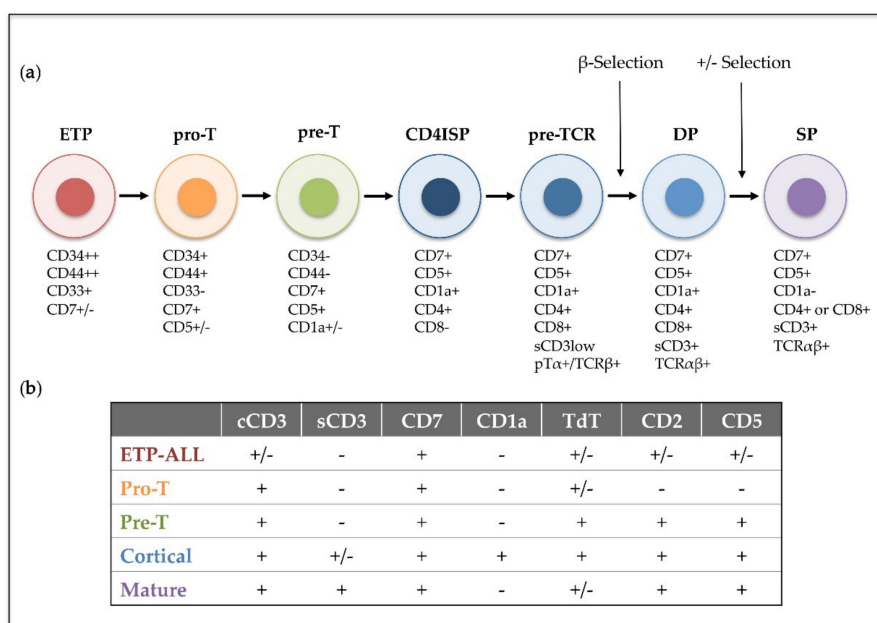 (a)
β-Selection +/- Selection
ETP pro-T pre-T CD4ISP pre-TCR DP SP
CD34++ CD34+ CD34- CD7+ CD7+ CD7+ CD7+
CD44++ CD44+ CD44- CD5+ CD5+ CD5+ CD5+
CD33+ CD33- CD7+ CD1a+ CD1a+ CD1a+ CD1a-
CD7+/- CD7+ CD5+ CD4+ CD4+ CD4+ CD4+ or CD8+
CD5+/- CD1a+/- CD8- CD8+ CD8+ sCD3+
sCD3low sCD3+ TCRαβ+
pTα+/TCRβ+ TCRαβ+
(b)
cCD3 sCD3 CD7 CD1a TdT CD2 CD5
ETP-ALL +/- - + - +/- +/- +/-
Pro-T + - + - +/- - -
Pre-T + - + - + + +
Cortical + +/- + + + + +
Mature + + + - +/- + +